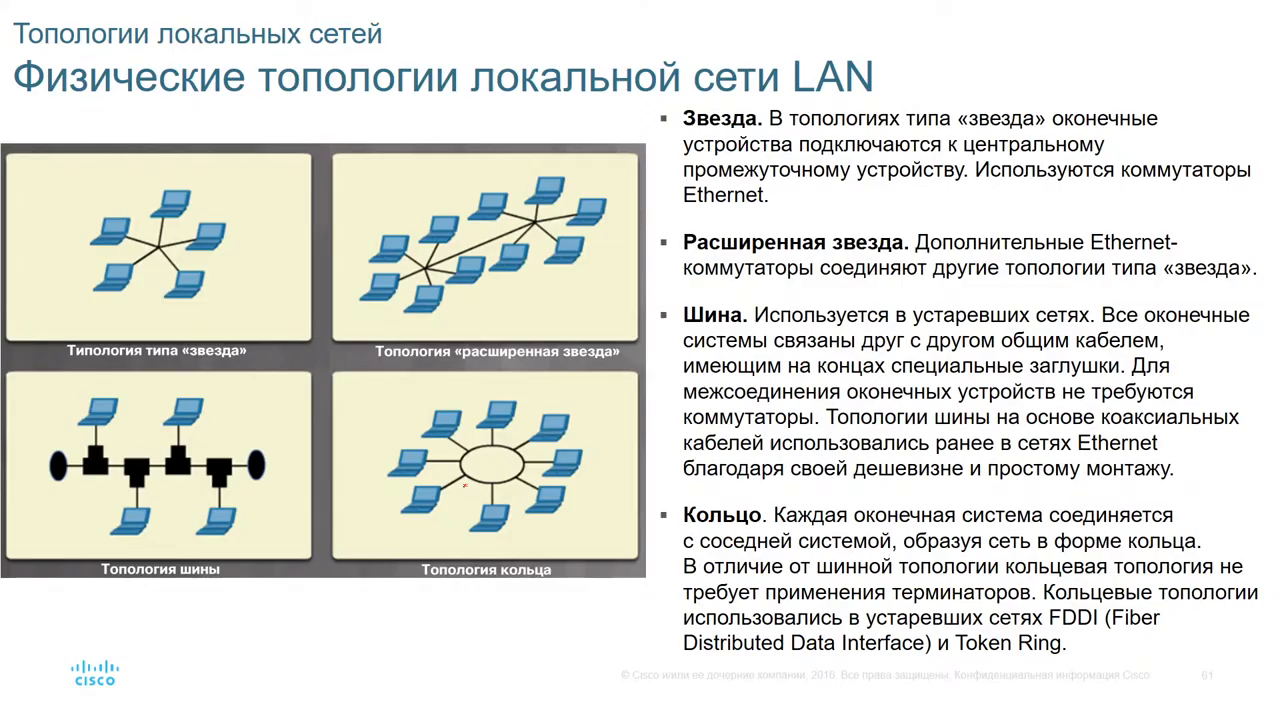 Топологии локальных сетей
Физические топологии локальной сети LAN
Типология типа «звезда»
Топология «расширенная звезда»
Топология шины
Топология кольца
▪ Звезда. В топологиях типа «звезда» оконечные
устройства подключаются к центральному
промежуточному устройству. Используются коммутаторы
Ethernet.
▪ Расширенная звезда. Дополнительные Ethernet-
коммутаторы соединяют другие топологии типа «звезда».
▪ Шина. Используется в устаревших сетях. Все оконечные
системы связаны друг с другом общим кабелем,
имеющим на концах специальные заглушки. Для
межсоединения оконечных устройств не требуются
коммутаторы. Топологии шины на основе коаксиальных
кабелей использовались ранее в сетях Ethernet
благодаря своей дешевизне и простому монтажу.
▪ Кольцо. Каждая оконечная система соединяется
с соседней системой, образуя сеть в форме кольца.
В отличие от шинной топологии кольцевая топология не
требует применения терминаторов. Кольцевые топологии
использовались в устаревших сетях FDDI (Fiber
Distributed Data Interface) и Token Ring.
CISCO
© Cisco и/или ее дочерние компании, 2016. Все права защищены. Конфиденциальная информация Cisco
61